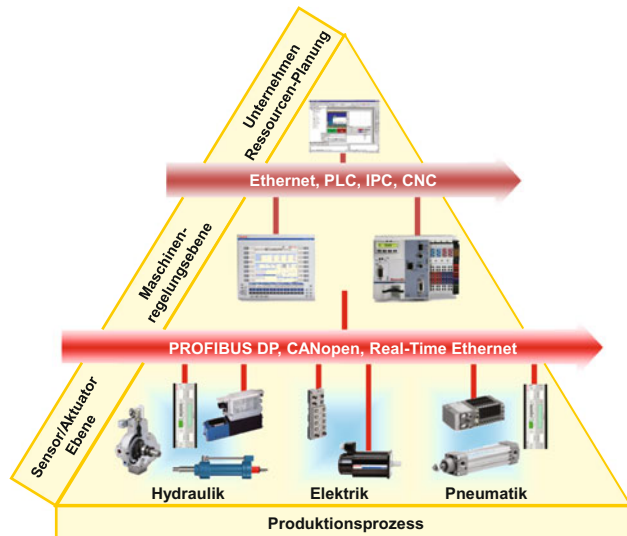 Unternehmen
Ressourcen-Planung
Ethernet, PLC, IPC, CNC
Maschinen-
regelungsebene
PROFIBUS DP, CANopen, Real-Time Ethernet
Sensor/Aktuator
Ebene
Hydraulik
Elektrik
Pneumatik
Produktionsprozess